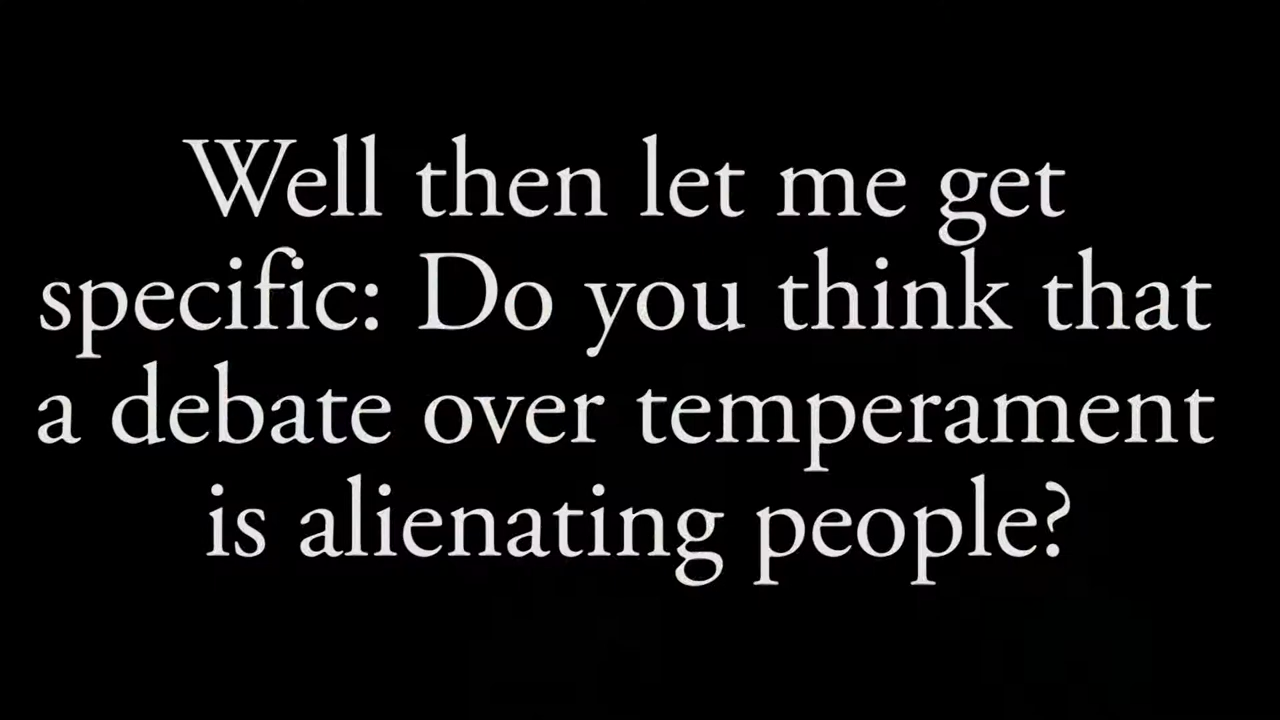 Well then let me get
specific: Do you think that
a debate over temperament
is alienating people?